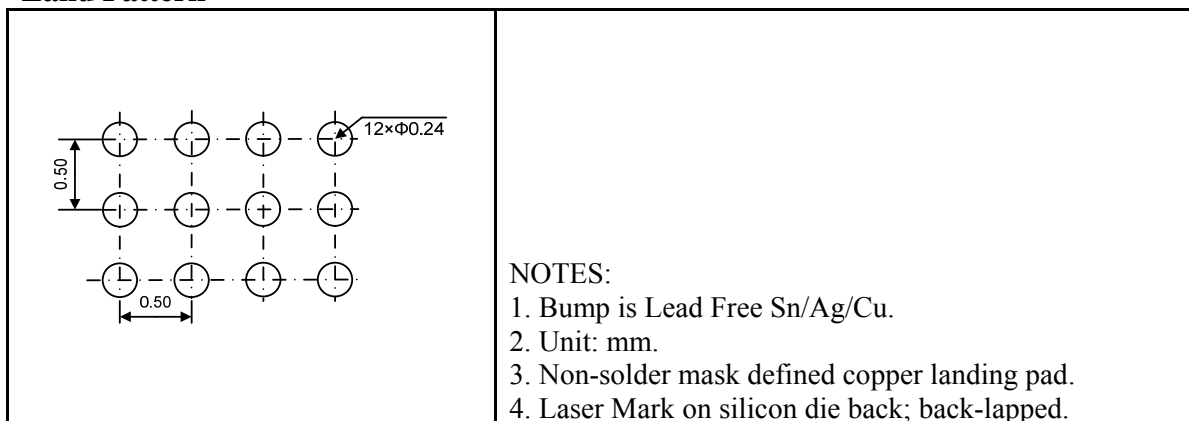 Land Pattern
12×Φ0.24
0.50
0.50
NOTES:
1. Bump is Lead Free Sn/Ag/Cu.
2. Unit: mm.
3. Non-solder mask defined copper landing pad.
4. Laser Mark on silicon die back; back-lapped.